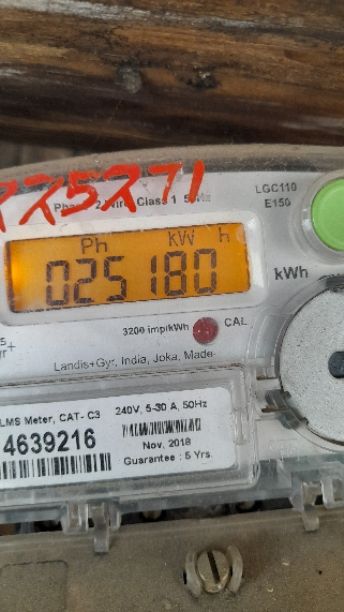 225271
LGC110
E150
Phase 2 Wire Class 1 50Hz
Ph kW h
025180
kWh
3200 imp/kWh CAL
Landis+Gyr, India, Joka, Made
LMS Meter, CAT- C3 240V, 5-30 A, 50Hz
4639216
Nov, 2018
Guarantee : 5 Yrs.